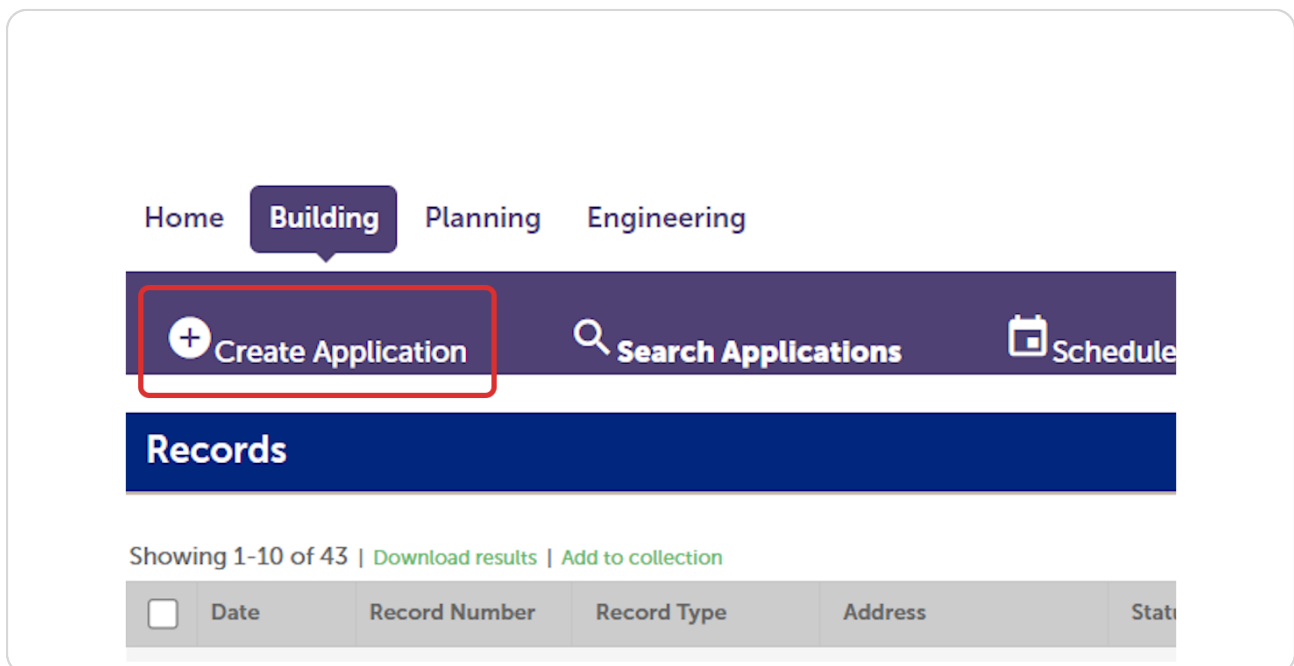 Home Building Planning Engineering
Create Application Search Applications Schedule
Records
Showing 1-10 of 43 | Download results | Add to collection
Date Record Number Record Type Address